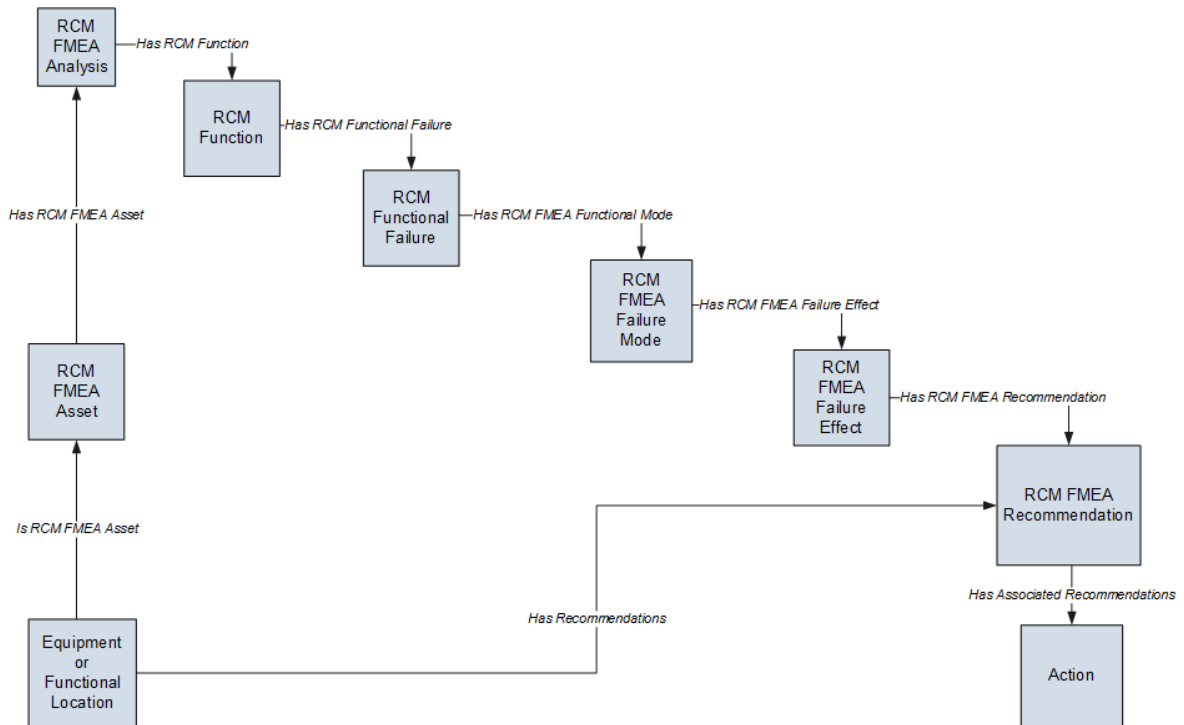 RCM
FMEA
Analysis
Has RCM Function
RCM
Function
Has RCM Functional Failure
RCM
Functional
Failure
Has RCM FMEA Asset
Has RCM FMEA Functional Mode
RCM
FMEA
Failure
Mode
Has RCM FMEA Failure Effect
RCM
FMEA
Asset
RCM
FMEA
Failure
Effect
Has RCM FMEA Recommendation
RCM FMEA
Recommendation
Is RCM FMEA Asset
Has Associated Recommendations
Has Recommendations
Equipment
or
Functional
Location
Action